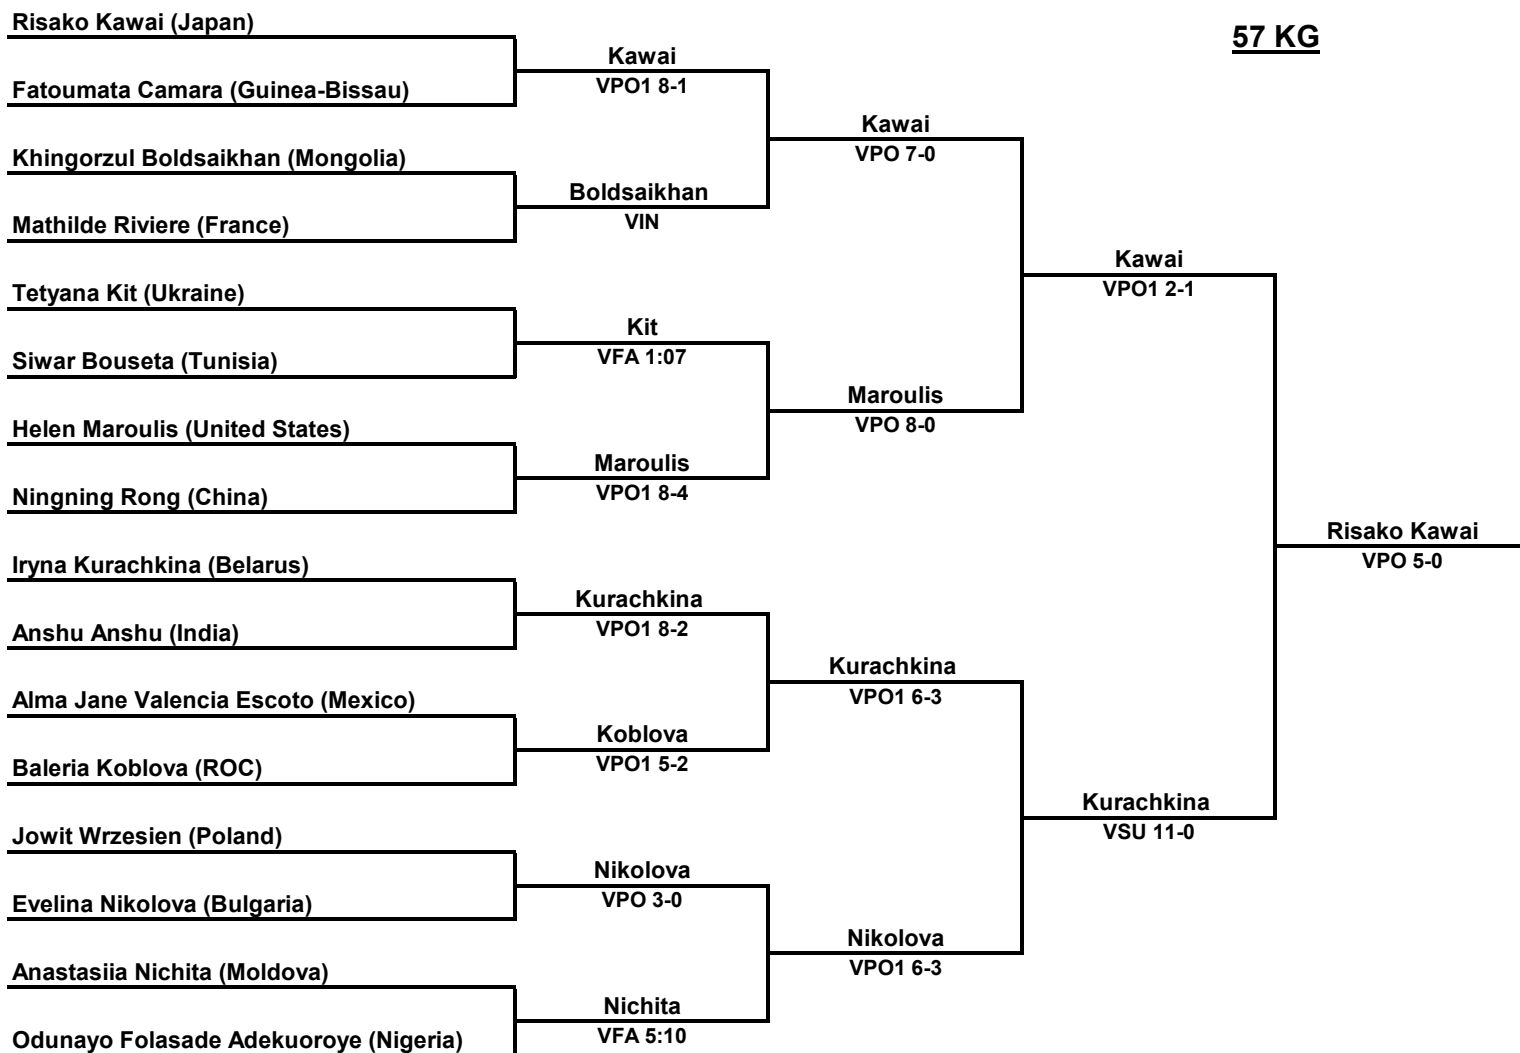 Risako Kawai (Japan)
57 KG
Kawai
VPO1 8-1
Fatoumata Camara (Guinea-Bissau)
Kawai
VPO 7-0
Khingorzul Boldsaikhan (Mongolia)
Boldsaikhan
VIN
Mathilde Riviere (France)
Kawai
VPO1 2-1
Tetyana Kit (Ukraine)
Kit
VFA 1:07
Siwar Bouseta (Tunisia)
Maroulis
VPO 8-0
Helen Maroulis (United States)
Maroulis
VPO1 8-4
Ningning Rong (China)
Risako Kawai
VPO 5-0
Iryna Kurachkina (Belarus)
Kurachkina
VPO1 8-2
Anshu Anshu (India)
Kurachkina
VPO1 6-3
Alma Jane Valencia Escoto (Mexico)
Koblova
VPO1 5-2
Baleria Koblova (ROC)
Kurachkina
VSU 11-0
Jowit Wrzesien (Poland)
Nikolova
VPO 3-0
Evelina Nikolova (Bulgaria)
Nikolova
VPO1 6-3
Anastasiia Nichita (Moldova)
Nichita
VFA 5:10
Odunayo Folasade Adekuoroye (Nigeria)